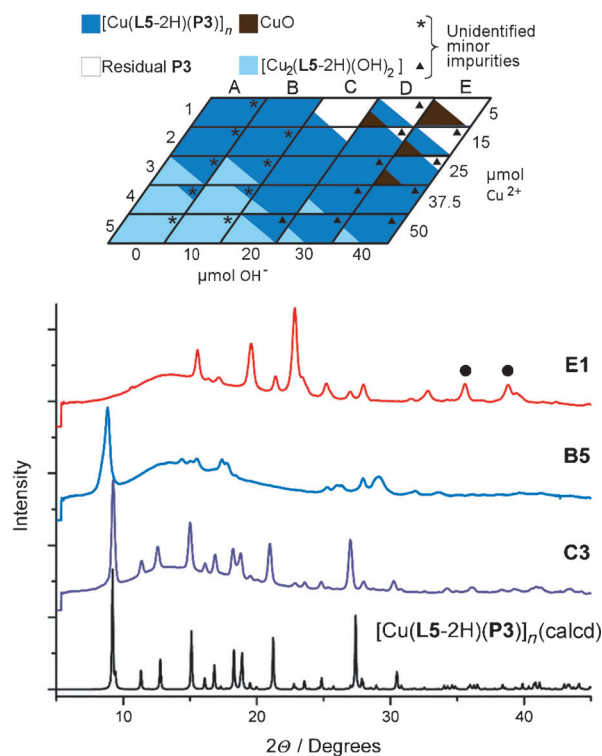 [Cu(L5-2H)(P3)]n CuO * Unidentified
minor
impurities
Residual P3 [Cu2(L5-2H)(OH)2] ▲
A B C D E
1 5
2 15
3 25
4 37.5
5 50
µmol
Cu 2+
0 10 20 30 40
µmol OH-
E1
B5
C3
[Cu(L5-2H)(P3)]n(calcd)
Intensity
10 20 30 40
2Θ / Degrees